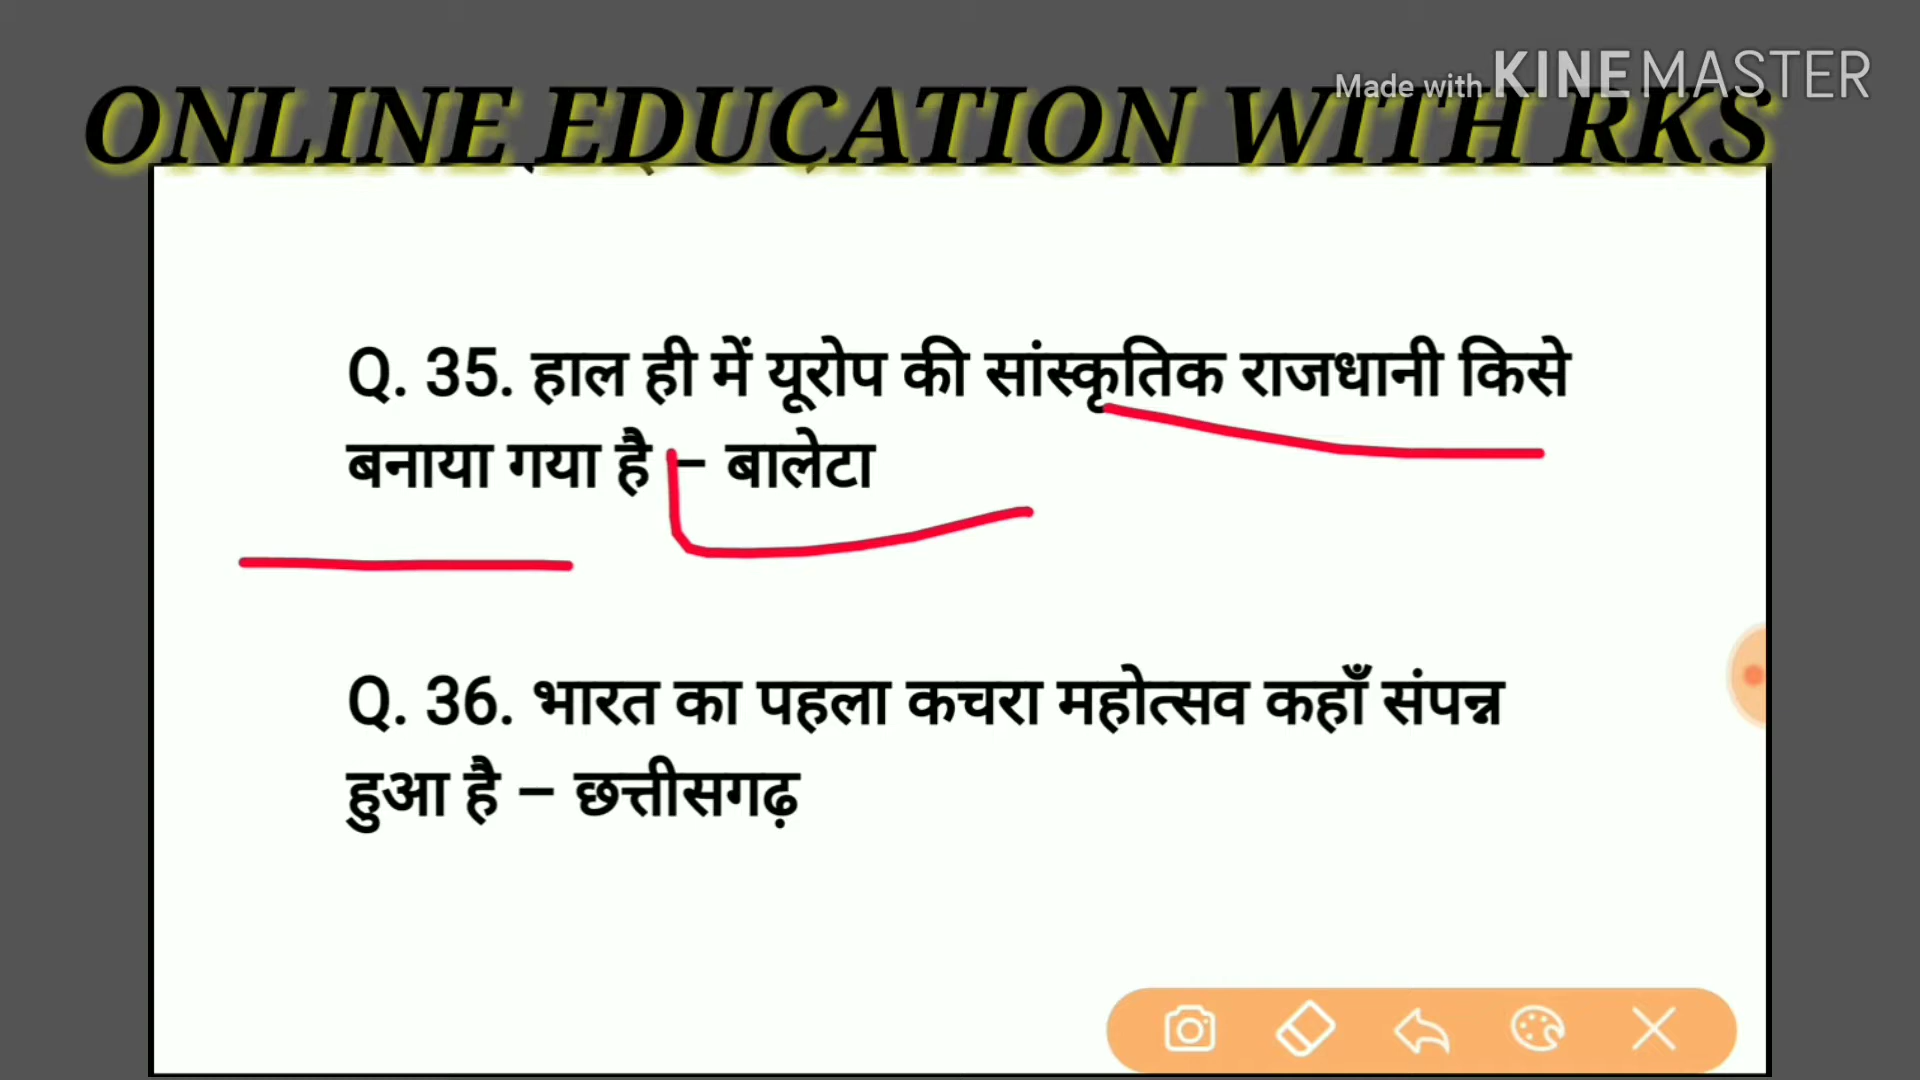 Made with KINEMASTER
ONLINE EDUCATION WITH RKS
Q. 35. हाल ही में यूरोप की सांस्कृतिक राजधानी किसे
बनाया गया है – बालेटा
Q. 36. भारत का पहला कचरा महोत्सव कहाँ संपन्न
हुआ है – छत्तीसगढ़